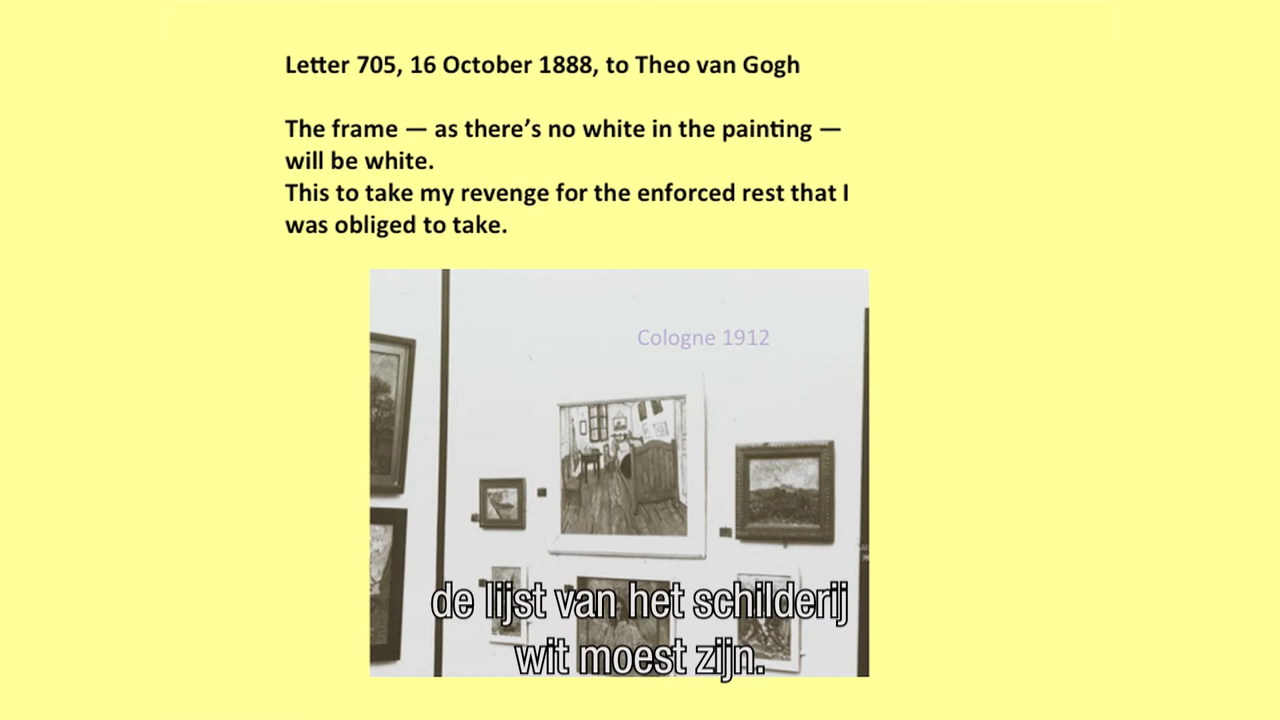 Letter 705, 16 October 1888, to Theo van Gogh
The frame — as there’s no white in the painting —
will be white.
This to take my revenge for the enforced rest that I
was obliged to take.
Cologne 1912
de lijst van het schilderij
wit moest zijn.